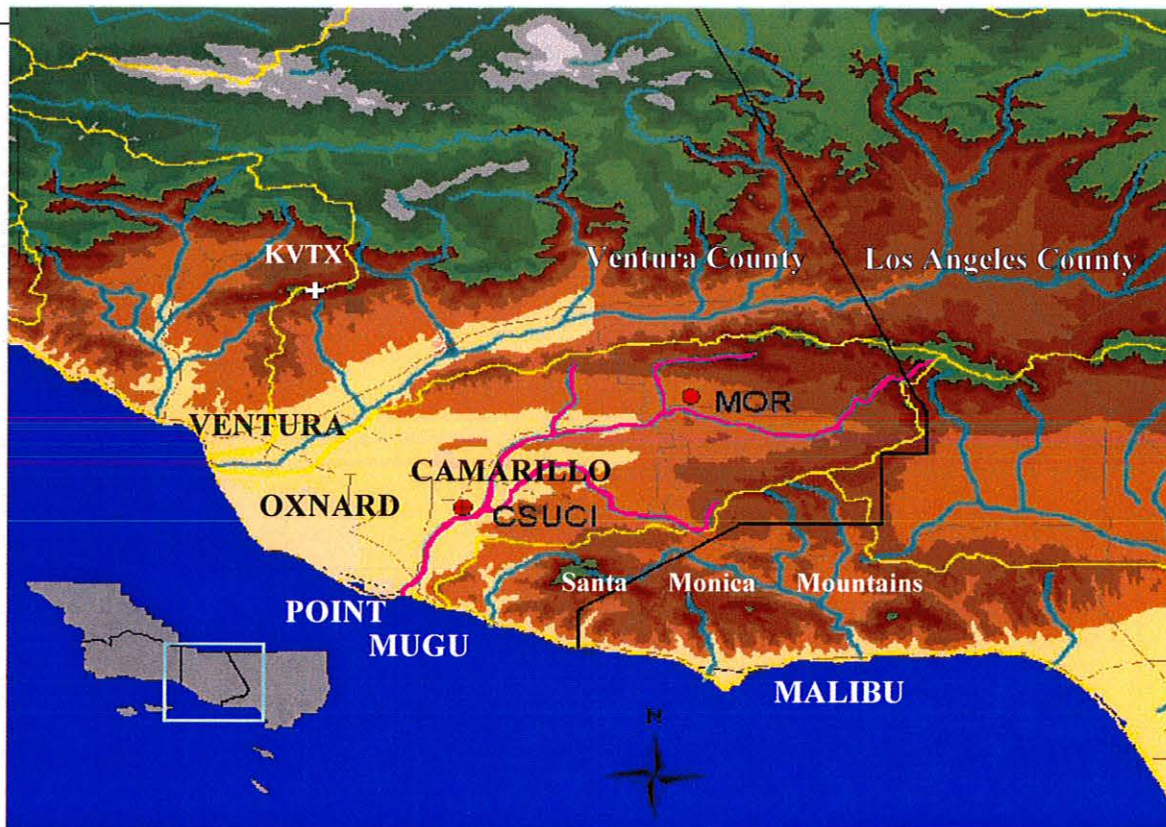 KVTX
Ventura County
Los Angeles County
MOR
VENTURA
CAMARILLO
OXNARD
CSUCI
Santa Monica Mountains
POINT
MUGU
MALIBU
N